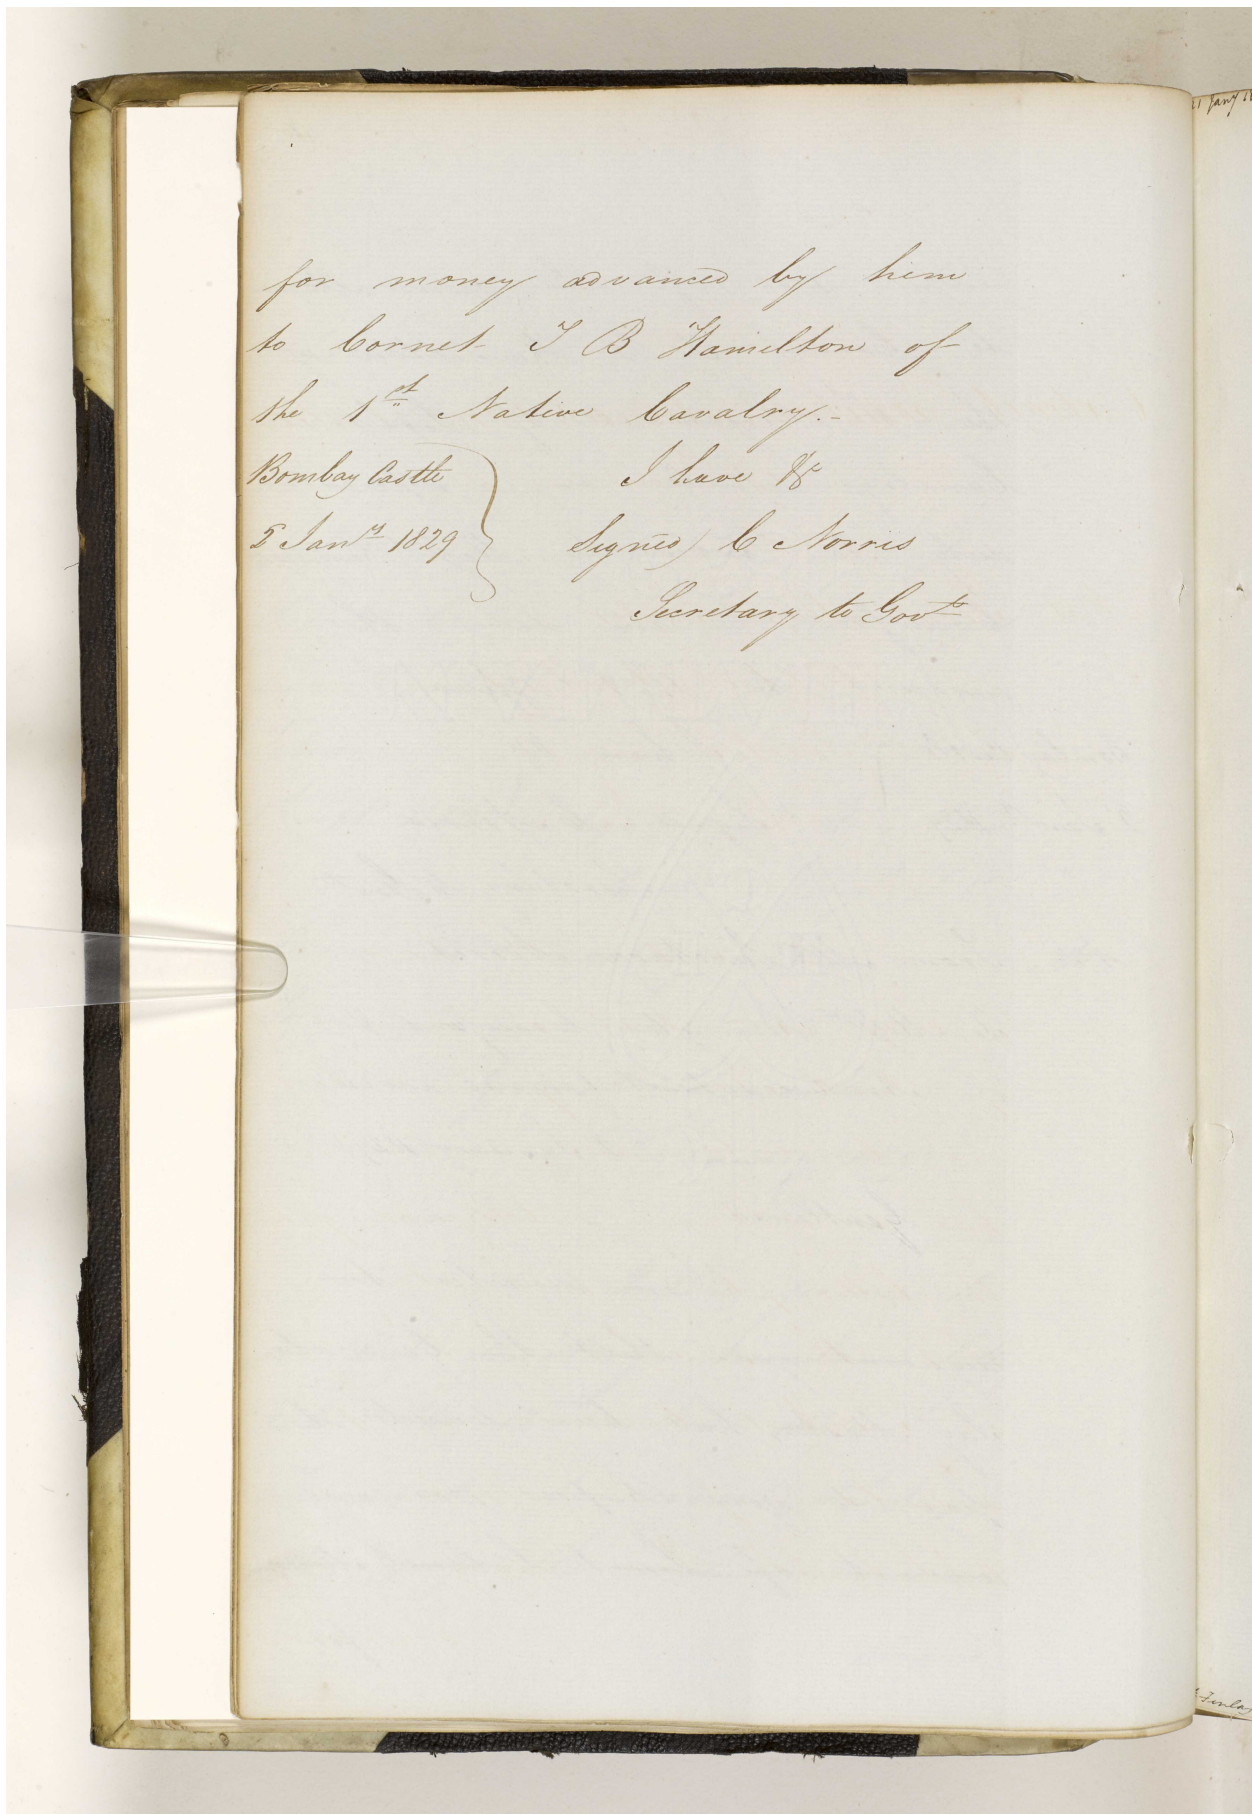 for money advanced by him
to Cornet T B Hamilton of
the 1st Native Cavalry.-
Bombay Castle I have &c
5 Jany 1829 Signed) C Norris
Secretary to Govt